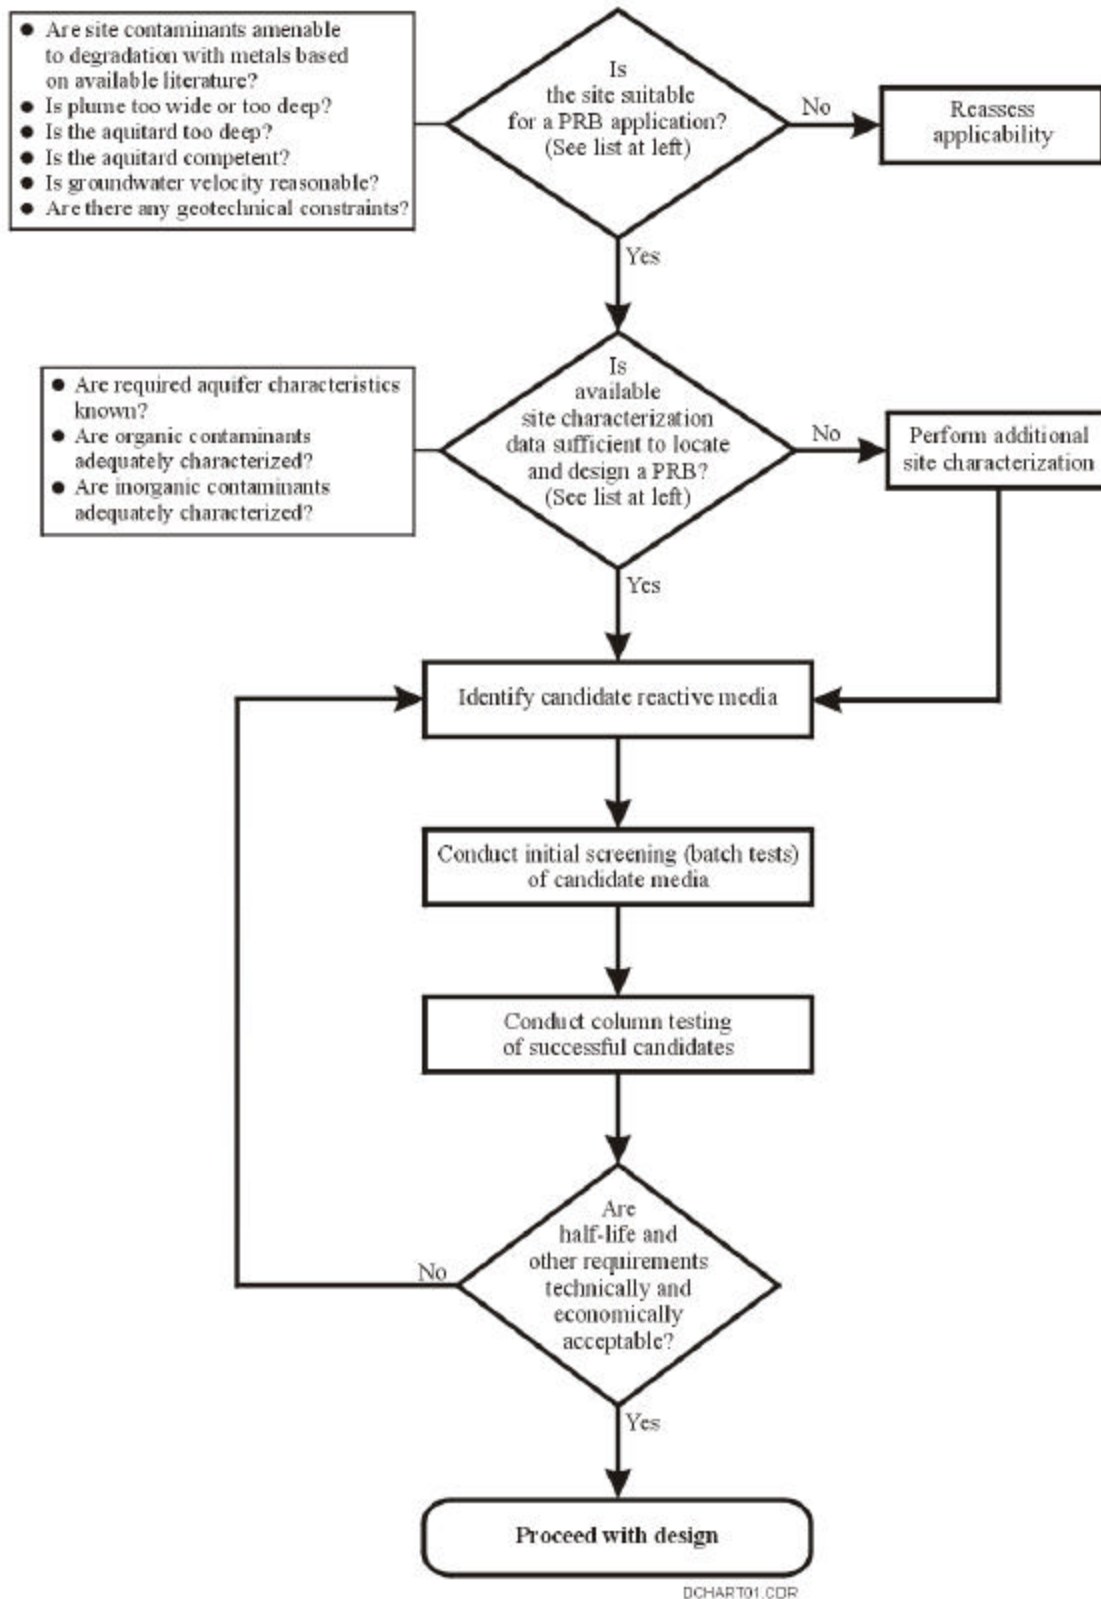 ● Are site contaminants amenable
to degradation with metals based
on available literature?
● Is plume too wide or too deep?
● Is the aquitard too deep?
● Is the aquitard competent?
● Is groundwater velocity reasonable?
● Are there any geotechnical constraints?
Is
the site suitable
for a PRB application?
(See list at left)
No
Reassess
applicability
Yes
● Are required aquifer characteristics
known?
● Are organic contaminants
adequately characterized?
● Are inorganic contaminants
adequately characterized?
Is
available
site characterization
data sufficient to locate
and design a PRB?
(See list at left)
No
Perform additional
site characterization
Yes
Identify candidate reactive media
Conduct initial screening (batch tests)
of candidate media
Conduct column testing
of successful candidates
Are
half-life and
other requirements
technically and
economically
acceptable?
No
Yes
Proceed with design
DCHART01.CDR